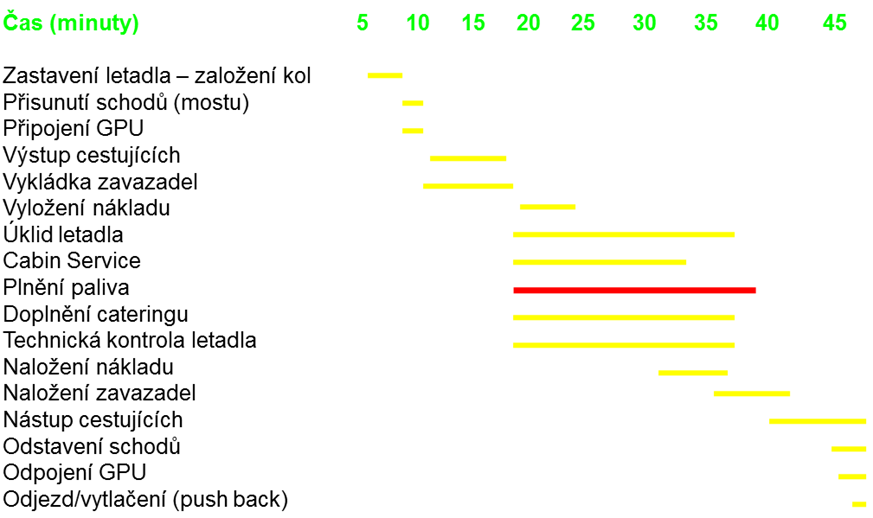 Čas (minuty) 5 10 15 20 25 30 35 40 45
Zastavení letadla – založení kol
Přisunutí schodů (mostu)
Připojení GPU
Výstup cestujících
Vykládka zavazadel
Vyložení nákladu
Úklid letadla
Cabin Service
Plnění paliva
Doplnění cateringu
Technická kontrola letadla
Naložení nákladu
Naložení zavazadel
Nástup cestujících
Odstavení schodů
Odpojení GPU
Odjezd/vytlačení (push back)